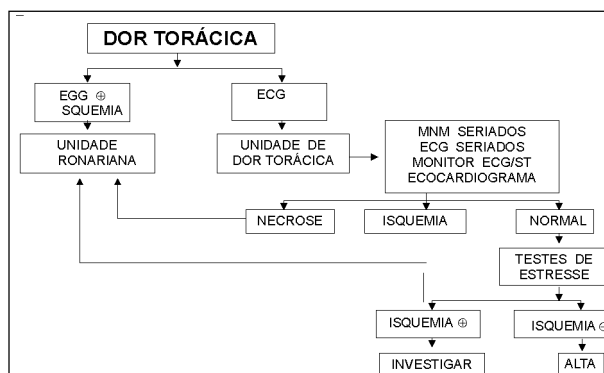 DOR TORÁCICA
EGG ⊕
SQUEMIA
ECG
UNIDADE
RONARIANA
UNIDADE DE
DOR TORÁCICA
MNM SERIADOS
ECG SERIADOS
MONITOR ECG/ST
ECOCARDIOGRAMA
NECROSE
ISQUEMIA
NORMAL
TESTES DE
ESTRESSE
ISQUEMIA ⊕
ISQUEMIA ⊕
INVESTIGAR
ALTA